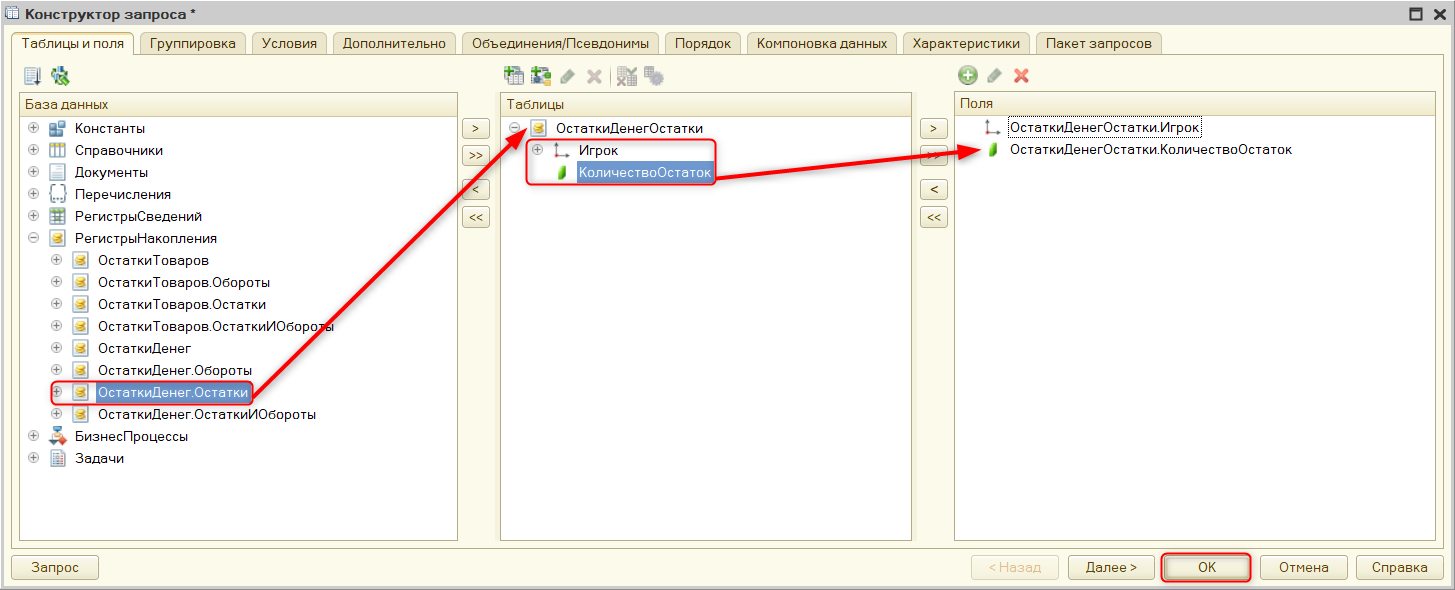 Конструктор запроса *
Таблицы и поля
Группировка
Условия
Дополнительно
Объединения/Псевдонимы
Порядок
Компоновка данных
Характеристики
Пакет запросов
База данных
Константы
Справочники
Документы
Перечисления
РегистрыСведений
РегистрыНакопления
ОстаткиТоваров
ОстаткиТоваров.Обороты
ОстаткиТоваров.Остатки
ОстаткиТоваров.ОстаткиИОбороты
ОстаткиДенег
ОстаткиДенег.Обороты
ОстаткиДенег.Остатки
ОстаткиДенег.ОстаткиИОбороты
БизнесПроцессы
Задачи
>
>>
<
<<
Таблицы
ОстаткиДенегОстатки
Игрок
КоличествоОстаток
>
>>
<
<<
Поля
ОстаткиДенегОстатки.Игрок
ОстаткиДенегОстатки.КоличествоОстаток
Запрос
< Назад
Далее >
OK
Отмена
Справка